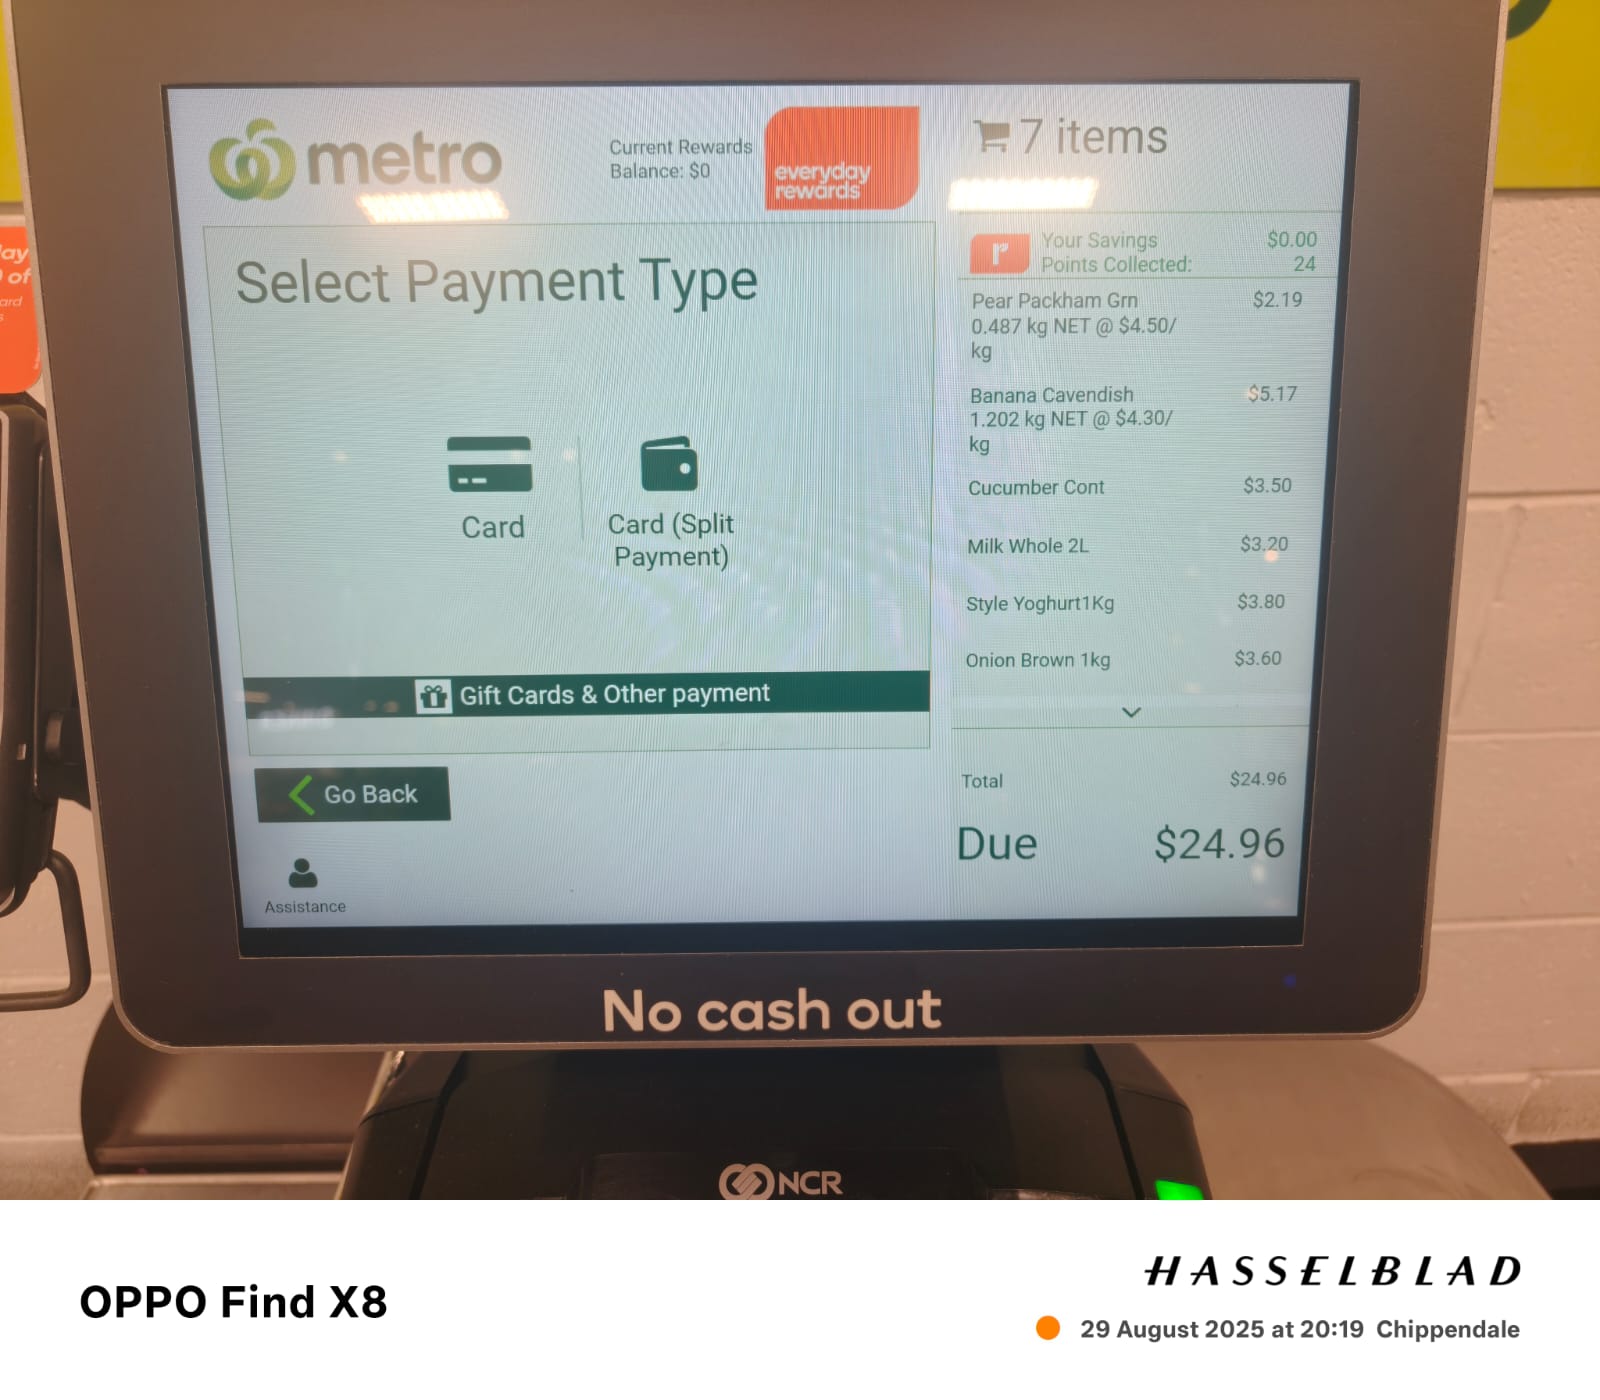 metro
Current Rewards
Balance: $0
everyday
rewards
7 items
Select Payment Type
Your Savings $0.00
Points Collected: 24
Pear Packham Grn $2.19
0.487 kg NET @ $4.50/
kg
Banana Cavendish $5.17
1.202 kg NET @ $4.30/
kg
Cucumber Cont $3.50
Milk Whole 2L $3.20
Style Yoghurt1Kg $3.80
Onion Brown 1kg $3.60
Card
Card (Split
Payment)
Gift Cards & Other payment
Go Back
Assistance
Total $24.96
Due $24.96
No cash out
NCR
OPPO Find X8
HASSELBLAD
29 August 2025 at 20:19 Chippendale